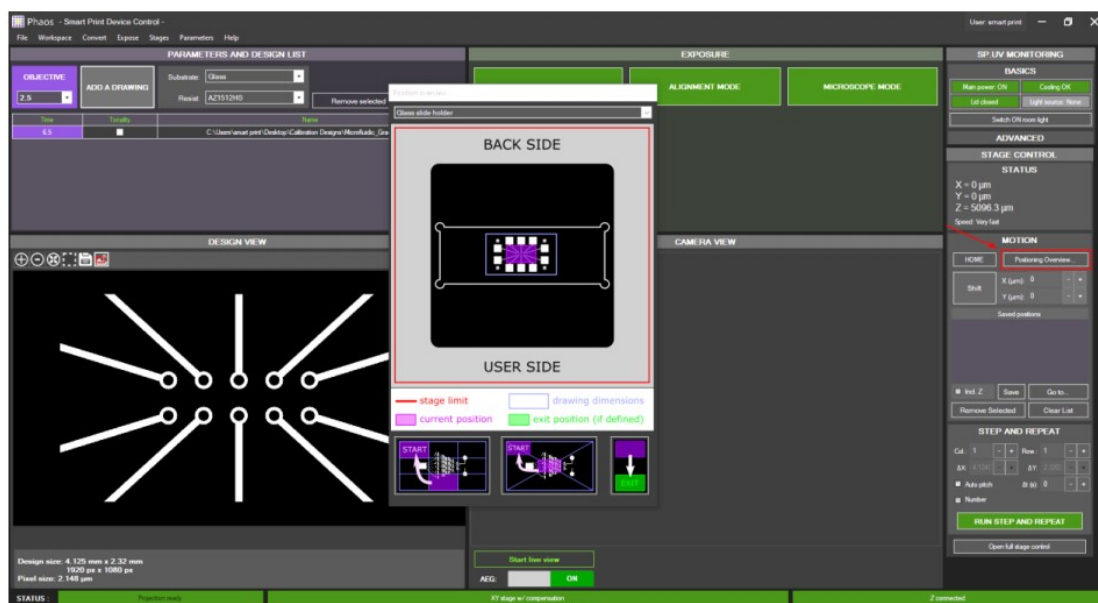 Phaos - Smart Print Device Control -
User: smart print
File Workspace Convert Expose Stages Parameters Help
PARAMETERS AND DESIGN LIST
OBJECTIVE
2.5
ADD A DRAWING
Substrate: Glass
Resist: AZ1512HS
Remove selected
Time Tonality Name
6.5 C:\Users\smart print\Desktop\Calibration Designs\Microfluidic_Gra
DESIGN VIEW
Design size: 4.125 mm x 2.32 mm
1920 px x 1080 px
Pixel size: 2.148 µm
Position overview
Glass slide holder
BACK SIDE
USER SIDE
stage limit
drawing dimensions
current position
exit position (if defined)
START
START
EXIT
EXPOSURE
ALIGNMENT MODE
MICROSCOPE MODE
CAMERA VIEW
Start live view
AEG: ON
SP.UV MONITORING
BASICS
Main power: ON
Cooling OK
Lid closed
Light source: None
Switch ON room light
ADVANCED
STAGE CONTROL
STATUS
X = 0 µm
Y = 0 µm
Z = 5096.3 µm
Speed: Very fast
MOTION
HOME
Positioning Overview...
Shift
X (µm): 0 - +
Y (µm): 0 - +
Saved positions
Incl. Z
Save
Go to...
Remove Selected
Clear List
STEP AND REPEAT
Col.: 1 - + Row: 1 - +
ΔX: ΔY:
Auto pitch
Δt (s): 0 - +
Number
RUN STEP AND REPEAT
Open full stage control
STATUS :
Projection ready
XY stage w/ compensation
Z connected